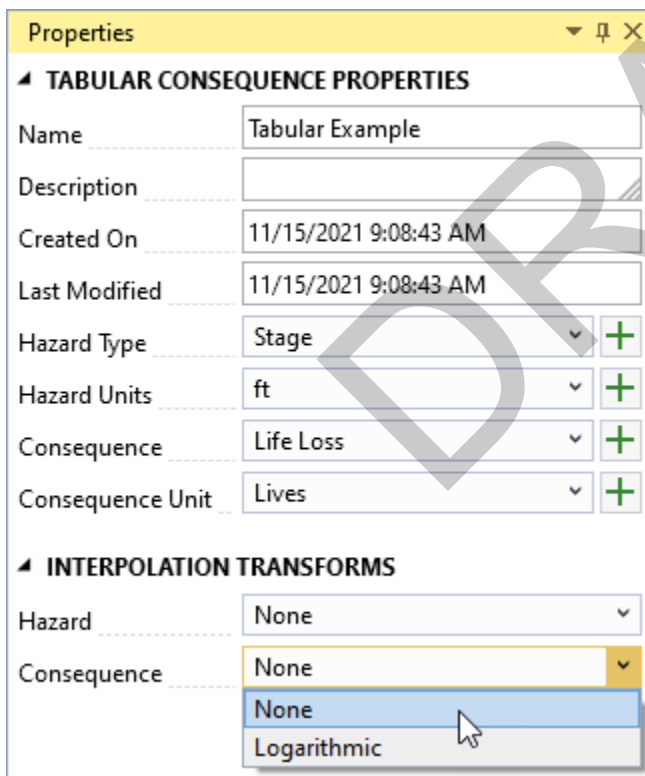 Properties
TABULAR CONSEQUENCE PROPERTIES
Name Tabular Example
Description
Created On 11/15/2021 9:08:43 AM
Last Modified 11/15/2021 9:08:43 AM
Hazard Type Stage
Hazard Units ft
Consequence Life Loss
Consequence Unit Lives
INTERPOLATION TRANSFORMS
Hazard None
Consequence None
None
Logarithmic